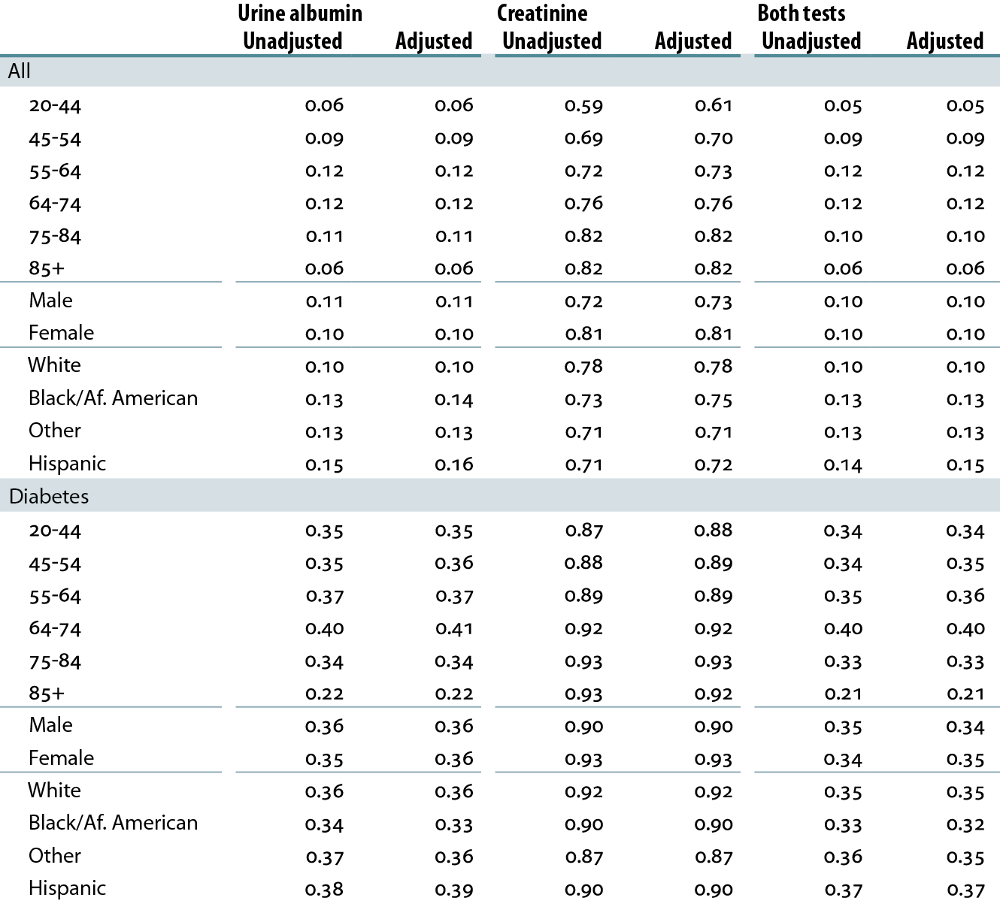 Urine albumin Creatinine Both tests
Unadjusted Adjusted Unadjusted Adjusted Unadjusted Adjusted
All
20-44 0.06 0.06 0.59 0.61 0.05 0.05
45-54 0.09 0.09 0.69 0.70 0.09 0.09
55-64 0.12 0.12 0.72 0.73 0.12 0.12
64-74 0.12 0.12 0.76 0.76 0.12 0.12
75-84 0.11 0.11 0.82 0.82 0.10 0.10
85+ 0.06 0.06 0.82 0.82 0.06 0.06
Male 0.11 0.11 0.72 0.73 0.10 0.10
Female 0.10 0.10 0.81 0.81 0.10 0.10
White 0.10 0.10 0.78 0.78 0.10 0.10
Black/Af. American 0.13 0.14 0.73 0.75 0.13 0.13
Other 0.13 0.13 0.71 0.71 0.13 0.13
Hispanic 0.15 0.16 0.71 0.72 0.14 0.15
Diabetes
20-44 0.35 0.35 0.87 0.88 0.34 0.34
45-54 0.35 0.36 0.88 0.89 0.34 0.35
55-64 0.37 0.37 0.89 0.89 0.35 0.36
64-74 0.40 0.41 0.92 0.92 0.40 0.40
75-84 0.34 0.34 0.93 0.93 0.33 0.33
85+ 0.22 0.22 0.93 0.92 0.21 0.21
Male 0.36 0.36 0.90 0.90 0.35 0.34
Female 0.35 0.36 0.93 0.93 0.34 0.35
White 0.36 0.36 0.92 0.92 0.35 0.35
Black/Af. American 0.34 0.33 0.90 0.90 0.33 0.32
Other 0.37 0.36 0.87 0.87 0.36 0.35
Hispanic 0.38 0.39 0.90 0.90 0.37 0.37